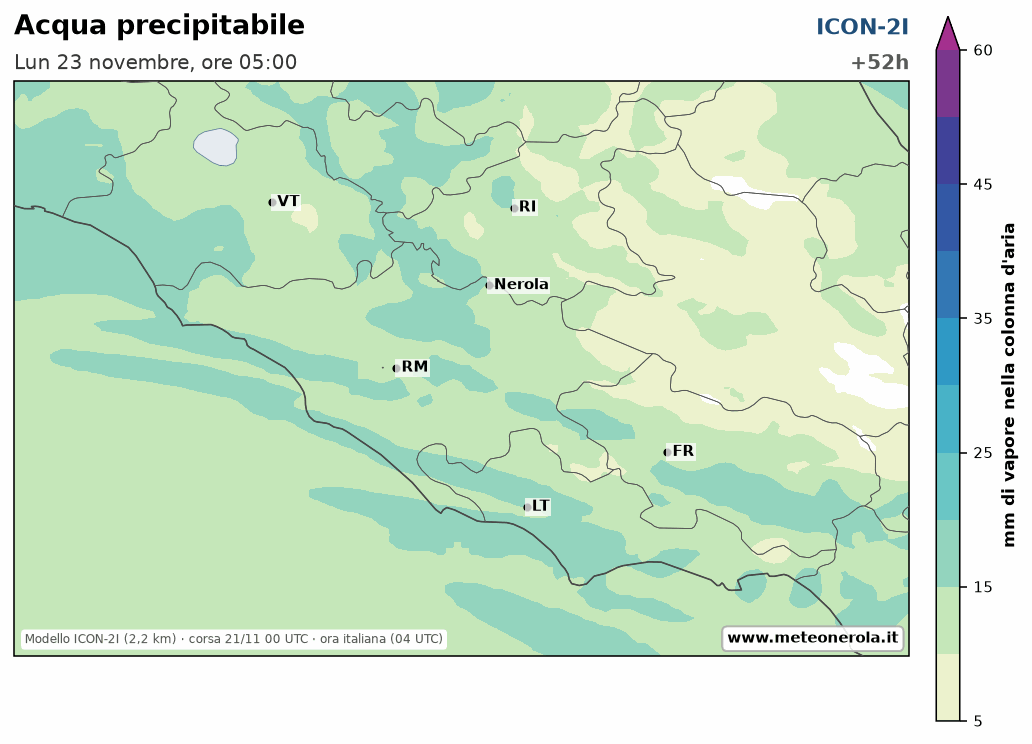 Acqua precipitabile
ICON-2I
Lun 23 novembre, ore 05:00
+52h
60
45
35
25
15
5
mm di vapore nella colonna d'aria
VT
RI
Nerola
RM
FR
LT
Modello ICON-2I (2,2 km) · corsa 21/11 00 UTC · ora italiana (04 UTC)
www.meteonerola.it